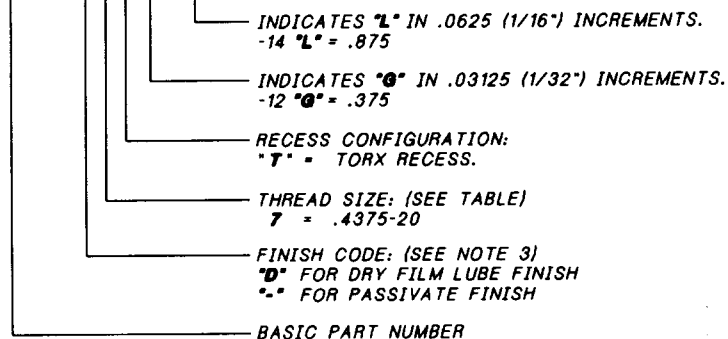 INDICATES "L" IN .0625 (1/16") INCREMENTS.
-14 "L" = .875
INDICATES "G" IN .03125 (1/32") INCREMENTS.
-12 "G" = .375
RECESS CONFIGURATION:
"T" = TORX RECESS.
THREAD SIZE: (SEE TABLE)
7 = .4375-20
FINISH CODE: (SEE NOTE 3)
"D" FOR DRY FILM LUBE FINISH
"-" FOR PASSIVATE FINISH
BASIC PART NUMBER